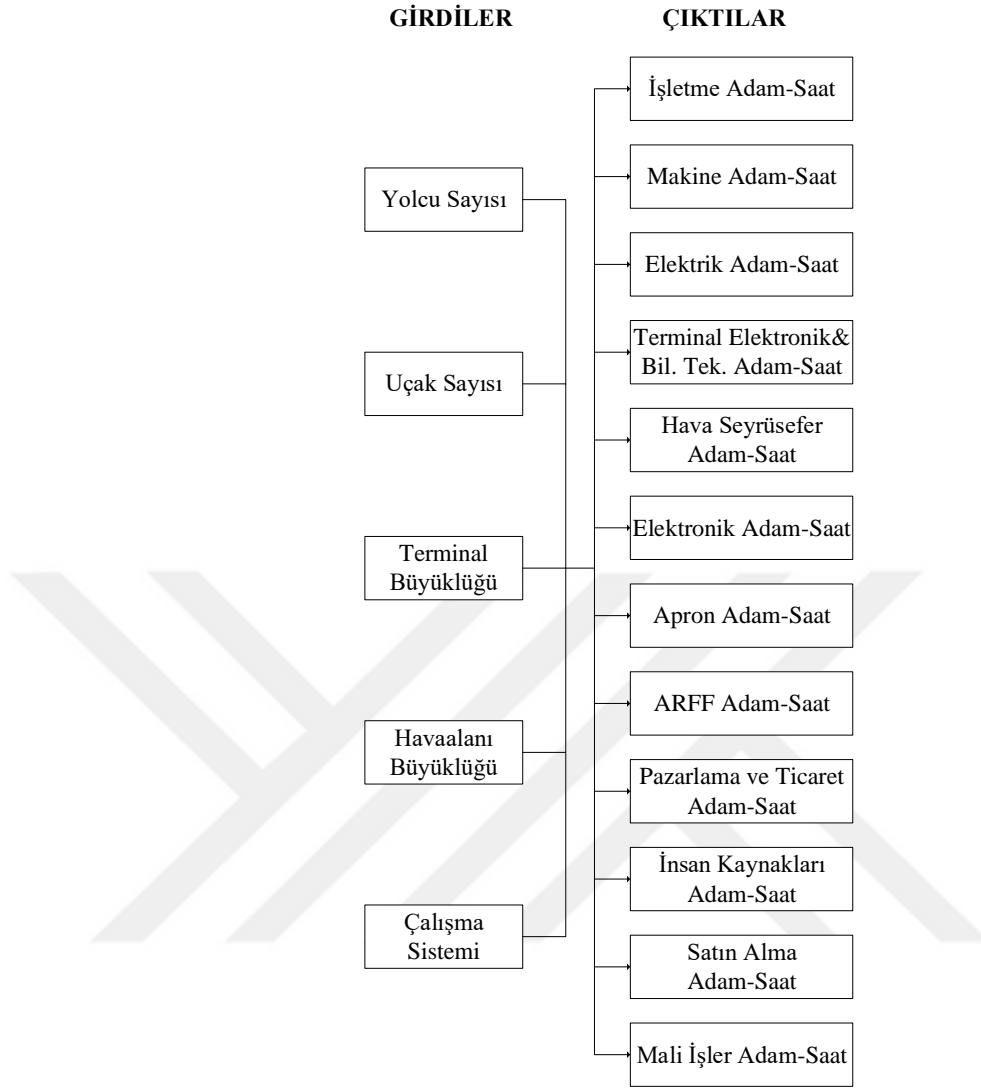 GİRDİLER
ÇIKTILAR
Yolcu Sayısı
Uçak Sayısı
Terminal
Büyüklüğü
Havaalanı
Büyüklüğü
Çalışma
Sistemi
İşletme Adam-Saat
Makine Adam-Saat
Elektrik Adam-Saat
Terminal Elektronik&
Bil. Tek. Adam-Saat
Hava Seyrüsefer
Adam-Saat
Elektronik Adam-Saat
Apron Adam-Saat
ARFF Adam-Saat
Pazarlama ve Ticaret
Adam-Saat
İnsan Kaynakları
Adam-Saat
Satın Alma
Adam-Saat
Mali İşler Adam-Saat